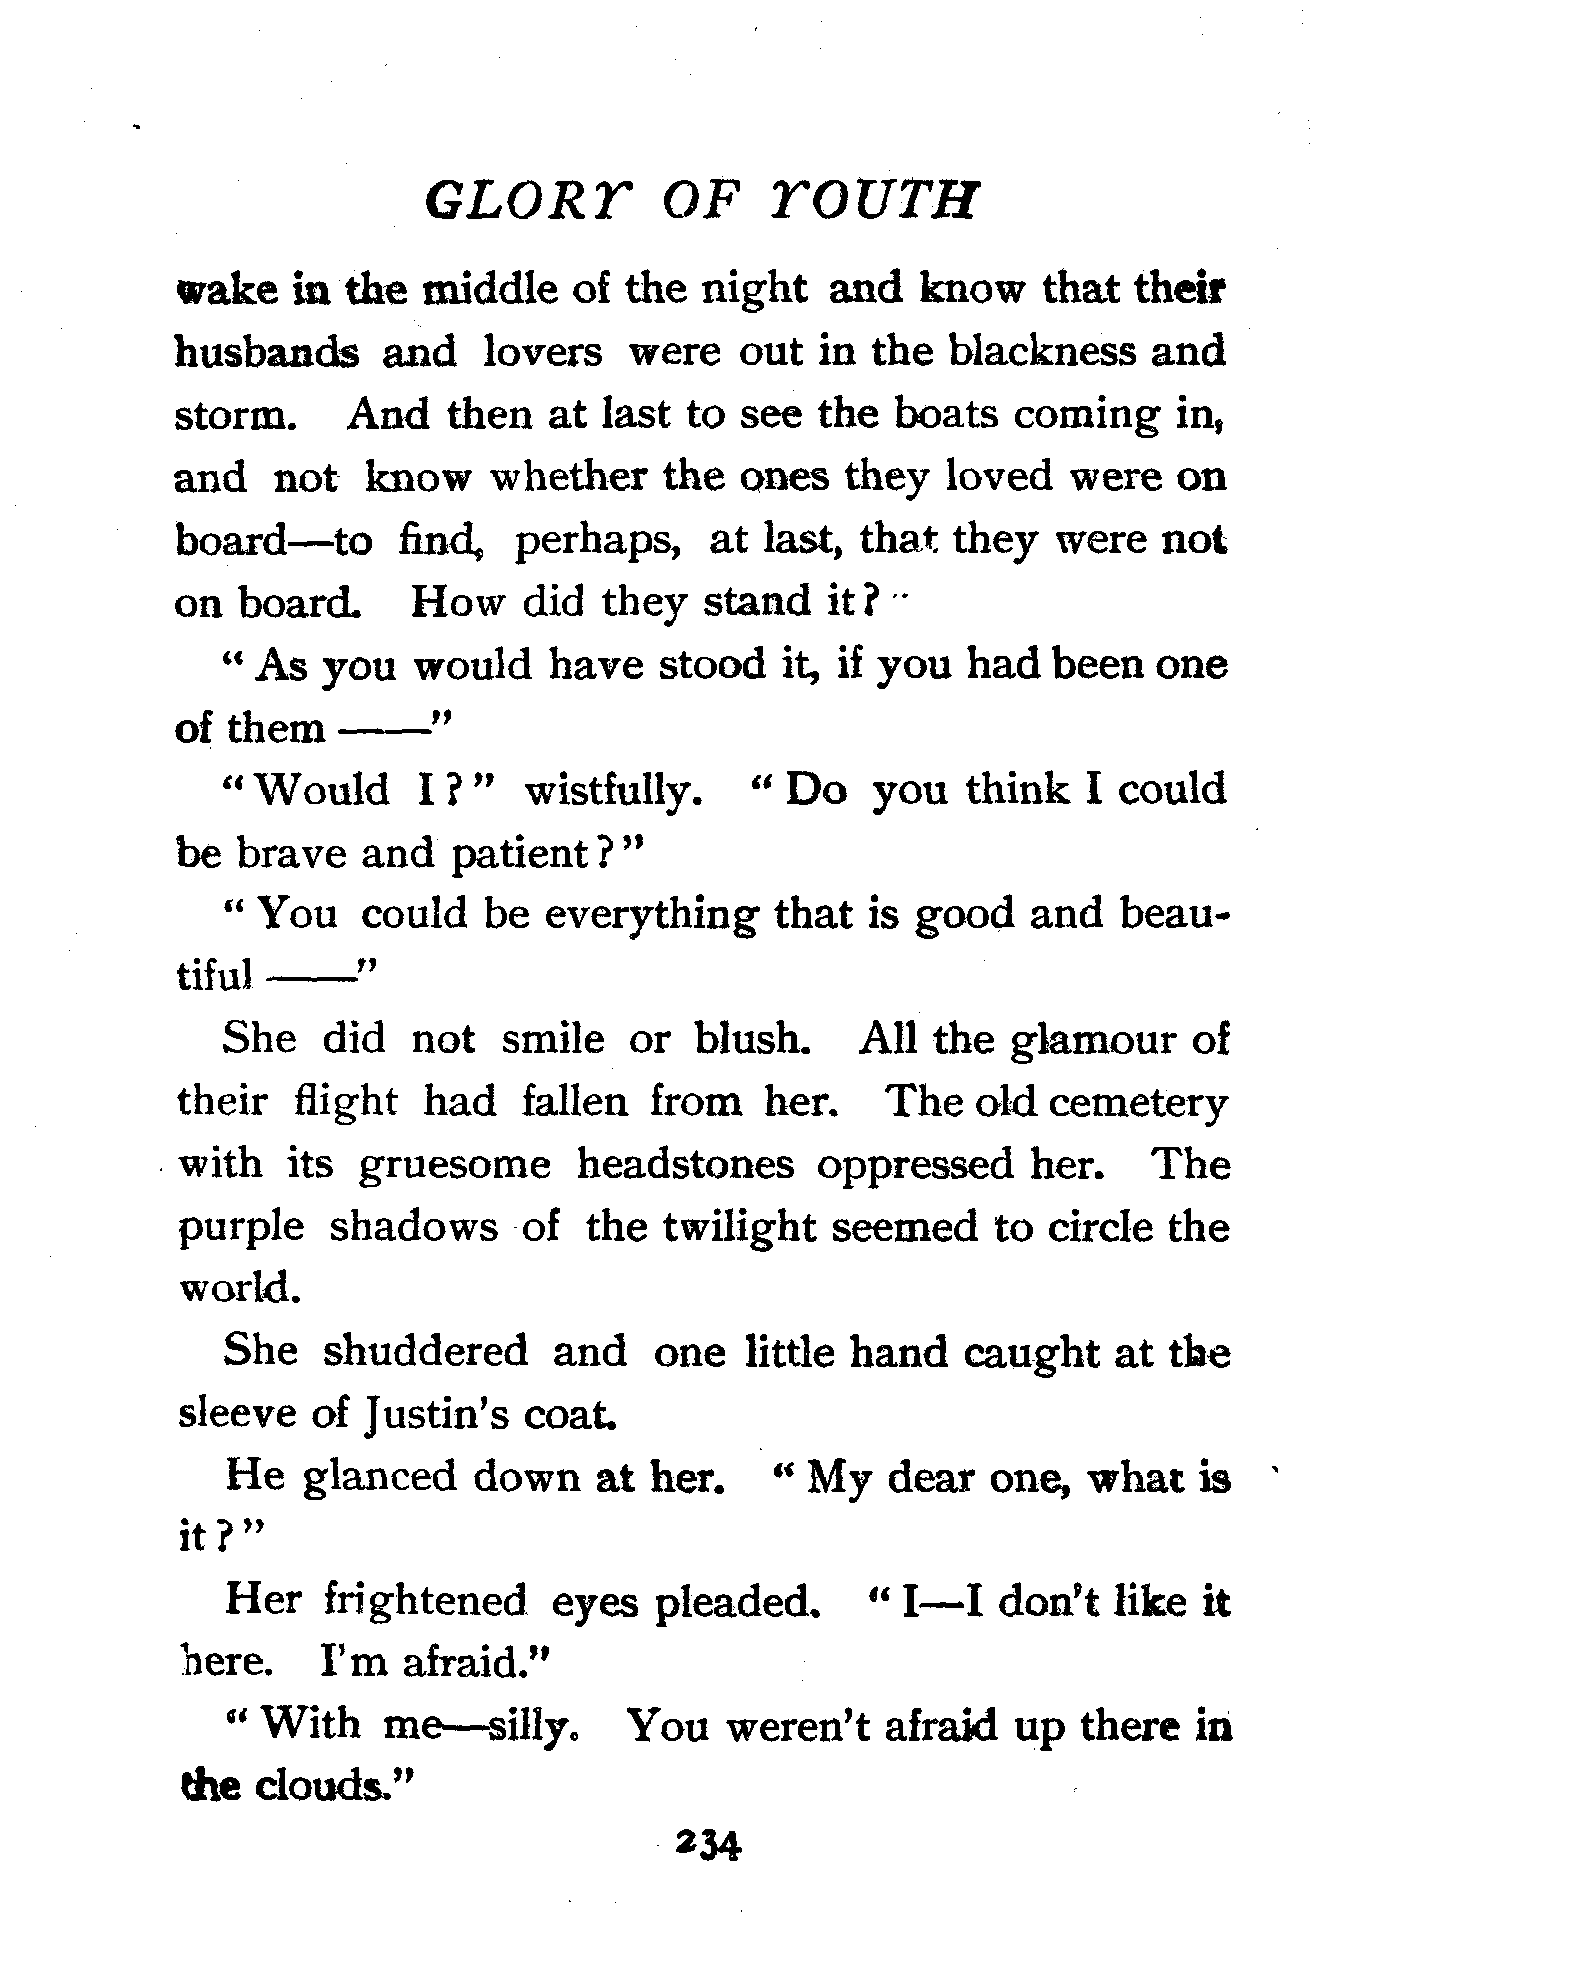 GLORY OF YOUTH
wake in the middle of the night and know that their
husbands and lovers were out in the blackness and
storm. And then at last to see the boats coming in,
and not know whether the ones they loved were on
board—to find, perhaps, at last, that they were not
on board. How did they stand it?"
"As you would have stood it, if you had been one
of them ——"
"Would I?" wistfully. "Do you think I could
be brave and patient?"
"You could be everything that is good and beau-
tiful ——"
She did not smile or blush. All the glamour of
their flight had fallen from her. The old cemetery
with its gruesome headstones oppressed her. The
purple shadows of the twilight seemed to circle the
world.
She shuddered and one little hand caught at the
sleeve of Justin's coat.
He glanced down at her. "My dear one, what is
it?"
Her frightened eyes pleaded. "I—I don't like it
here. I'm afraid."
"With me—silly. You weren't afraid up there in
the clouds."
234